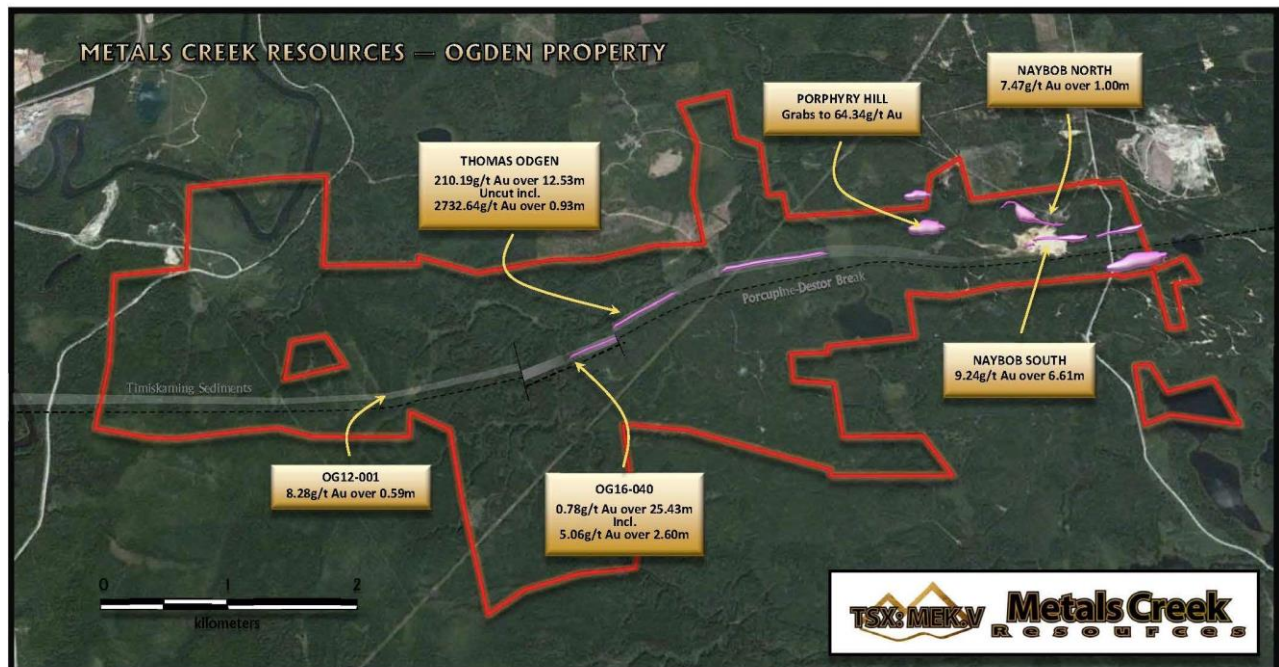 METALS CREEK RESOURCES — OGDEN PROPERTY
NAYBOB NORTH
7.47g/t Au over 1.00m
PORPHYRY HILL
Grabs to 64.34g/t Au
THOMAS ODGEN
210.19g/t Au over 12.53m
Uncut incl.
2732.64g/t Au over 0.93m
Porcupine-Destor Break
NAYBOB SOUTH
9.24g/t Au over 6.61m
Timiskaming Sediments
OG12-001
8.28g/t Au over 0.59m
OG16-040
0.78g/t Au over 25.43m
Incl.
5.06g/t Au over 2.60m
0 1 2
kilometers
TSX: MEK.V
Metals Creek
Resources